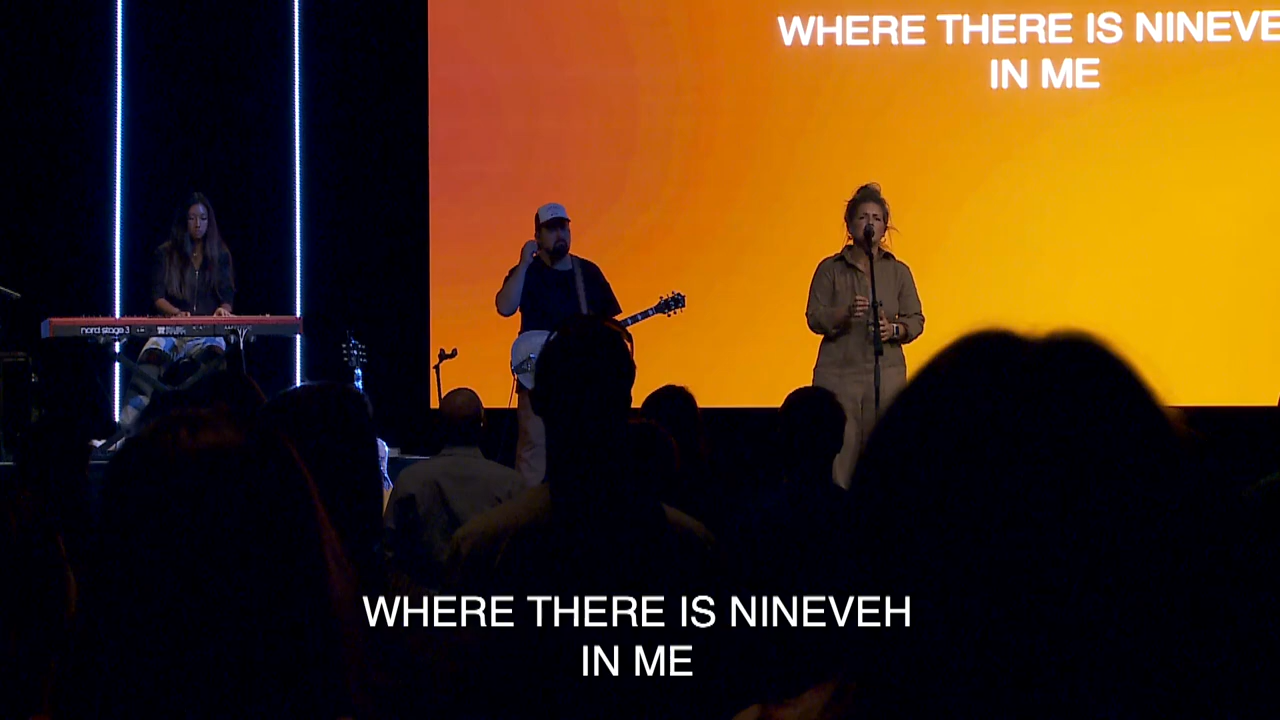 WHERE THERE IS NINEVE
IN ME
nord stage 3
WHERE THERE IS NINEVEH
IN ME